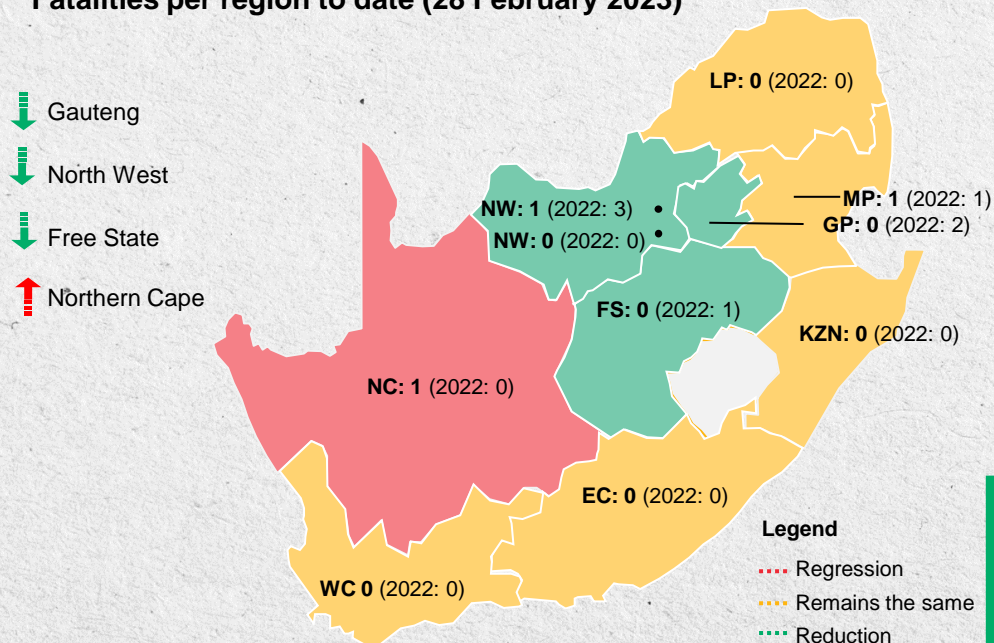 Fatalities per region to date (28 February 2023)
Gauteng
North West
Free State
Northern Cape
LP: 0 (2022: 0)
MP: 1 (2022: 1)
NW: 1 (2022: 3)
GP: 0 (2022: 2)
NW: 0 (2022: 0)
FS: 0 (2022: 1)
KZN: 0 (2022: 0)
NC: 1 (2022: 0)
EC: 0 (2022: 0)
WC 0 (2022: 0)
Legend
Regression
Remains the same
Reduction